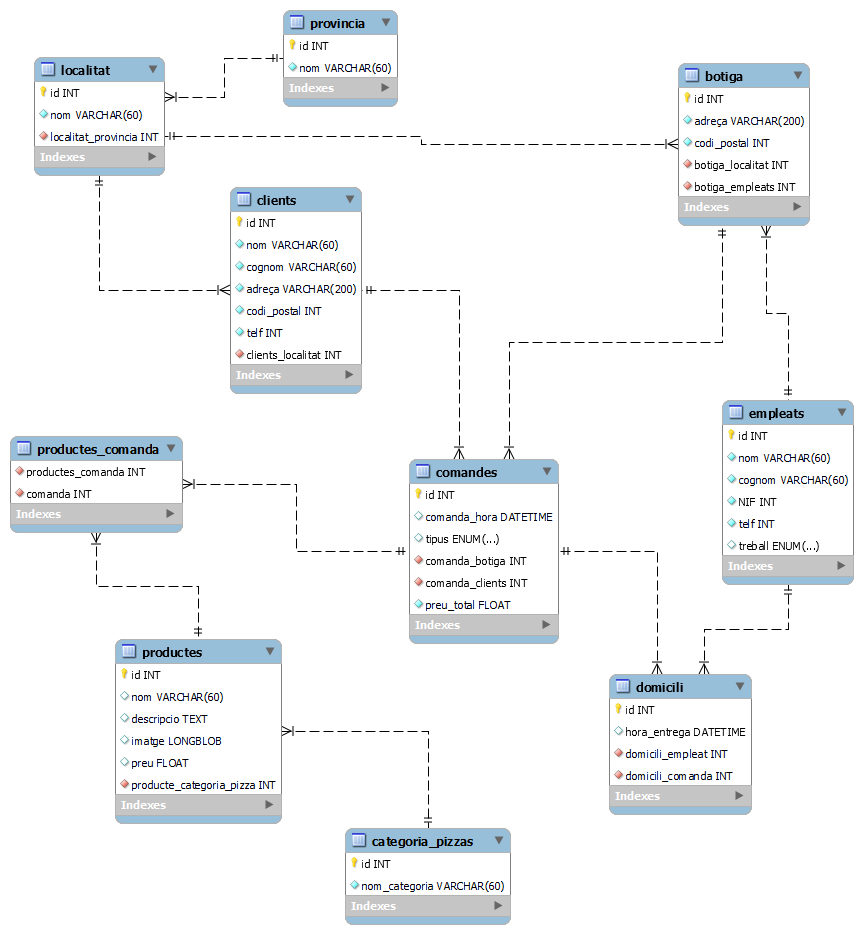 provincia
id INT
nom VARCHAR(60)
Indexes
localitat
id INT
nom VARCHAR(60)
localitat_provincia INT
Indexes
botiga
id INT
adreça VARCHAR(200)
codi_postal INT
botiga_localitat INT
botiga_empleats INT
Indexes
clients
id INT
nom VARCHAR(60)
cognom VARCHAR(60)
adreça VARCHAR(200)
codi_postal INT
telf INT
clients_localitat INT
Indexes
empleats
id INT
nom VARCHAR(60)
cognom VARCHAR(60)
NIF INT
telf INT
treball ENUM(...)
Indexes
productes_comanda
productes_comanda INT
comanda INT
Indexes
comandes
id INT
comanda_hora DATETIME
tipus ENUM(...)
comanda_botiga INT
comanda_clients INT
preu_total FLOAT
Indexes
productes
id INT
nom VARCHAR(60)
descripcio TEXT
imatge LONGBLOB
preu FLOAT
producte_categoria_pizza INT
Indexes
domicili
id INT
hora_entrega DATETIME
domicili_empleat INT
domicili_comanda INT
Indexes
categoria_pizzas
id INT
nom_categoria VARCHAR(60)
Indexes